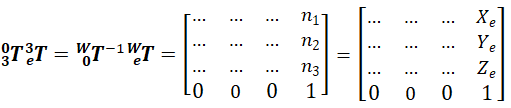 ⁰₃T ³ₑT = ᵂ₀T⁻¹ ᵂₑT = [ ... ... ... n₁ ; ... ... ... n₂ ; ... ... ... n₃ ; 0 0 0 1 ] = [ ... ... ... Xₑ ; ... ... ... Yₑ ; ... ... ... Zₑ ; 0 0 0 1 ]